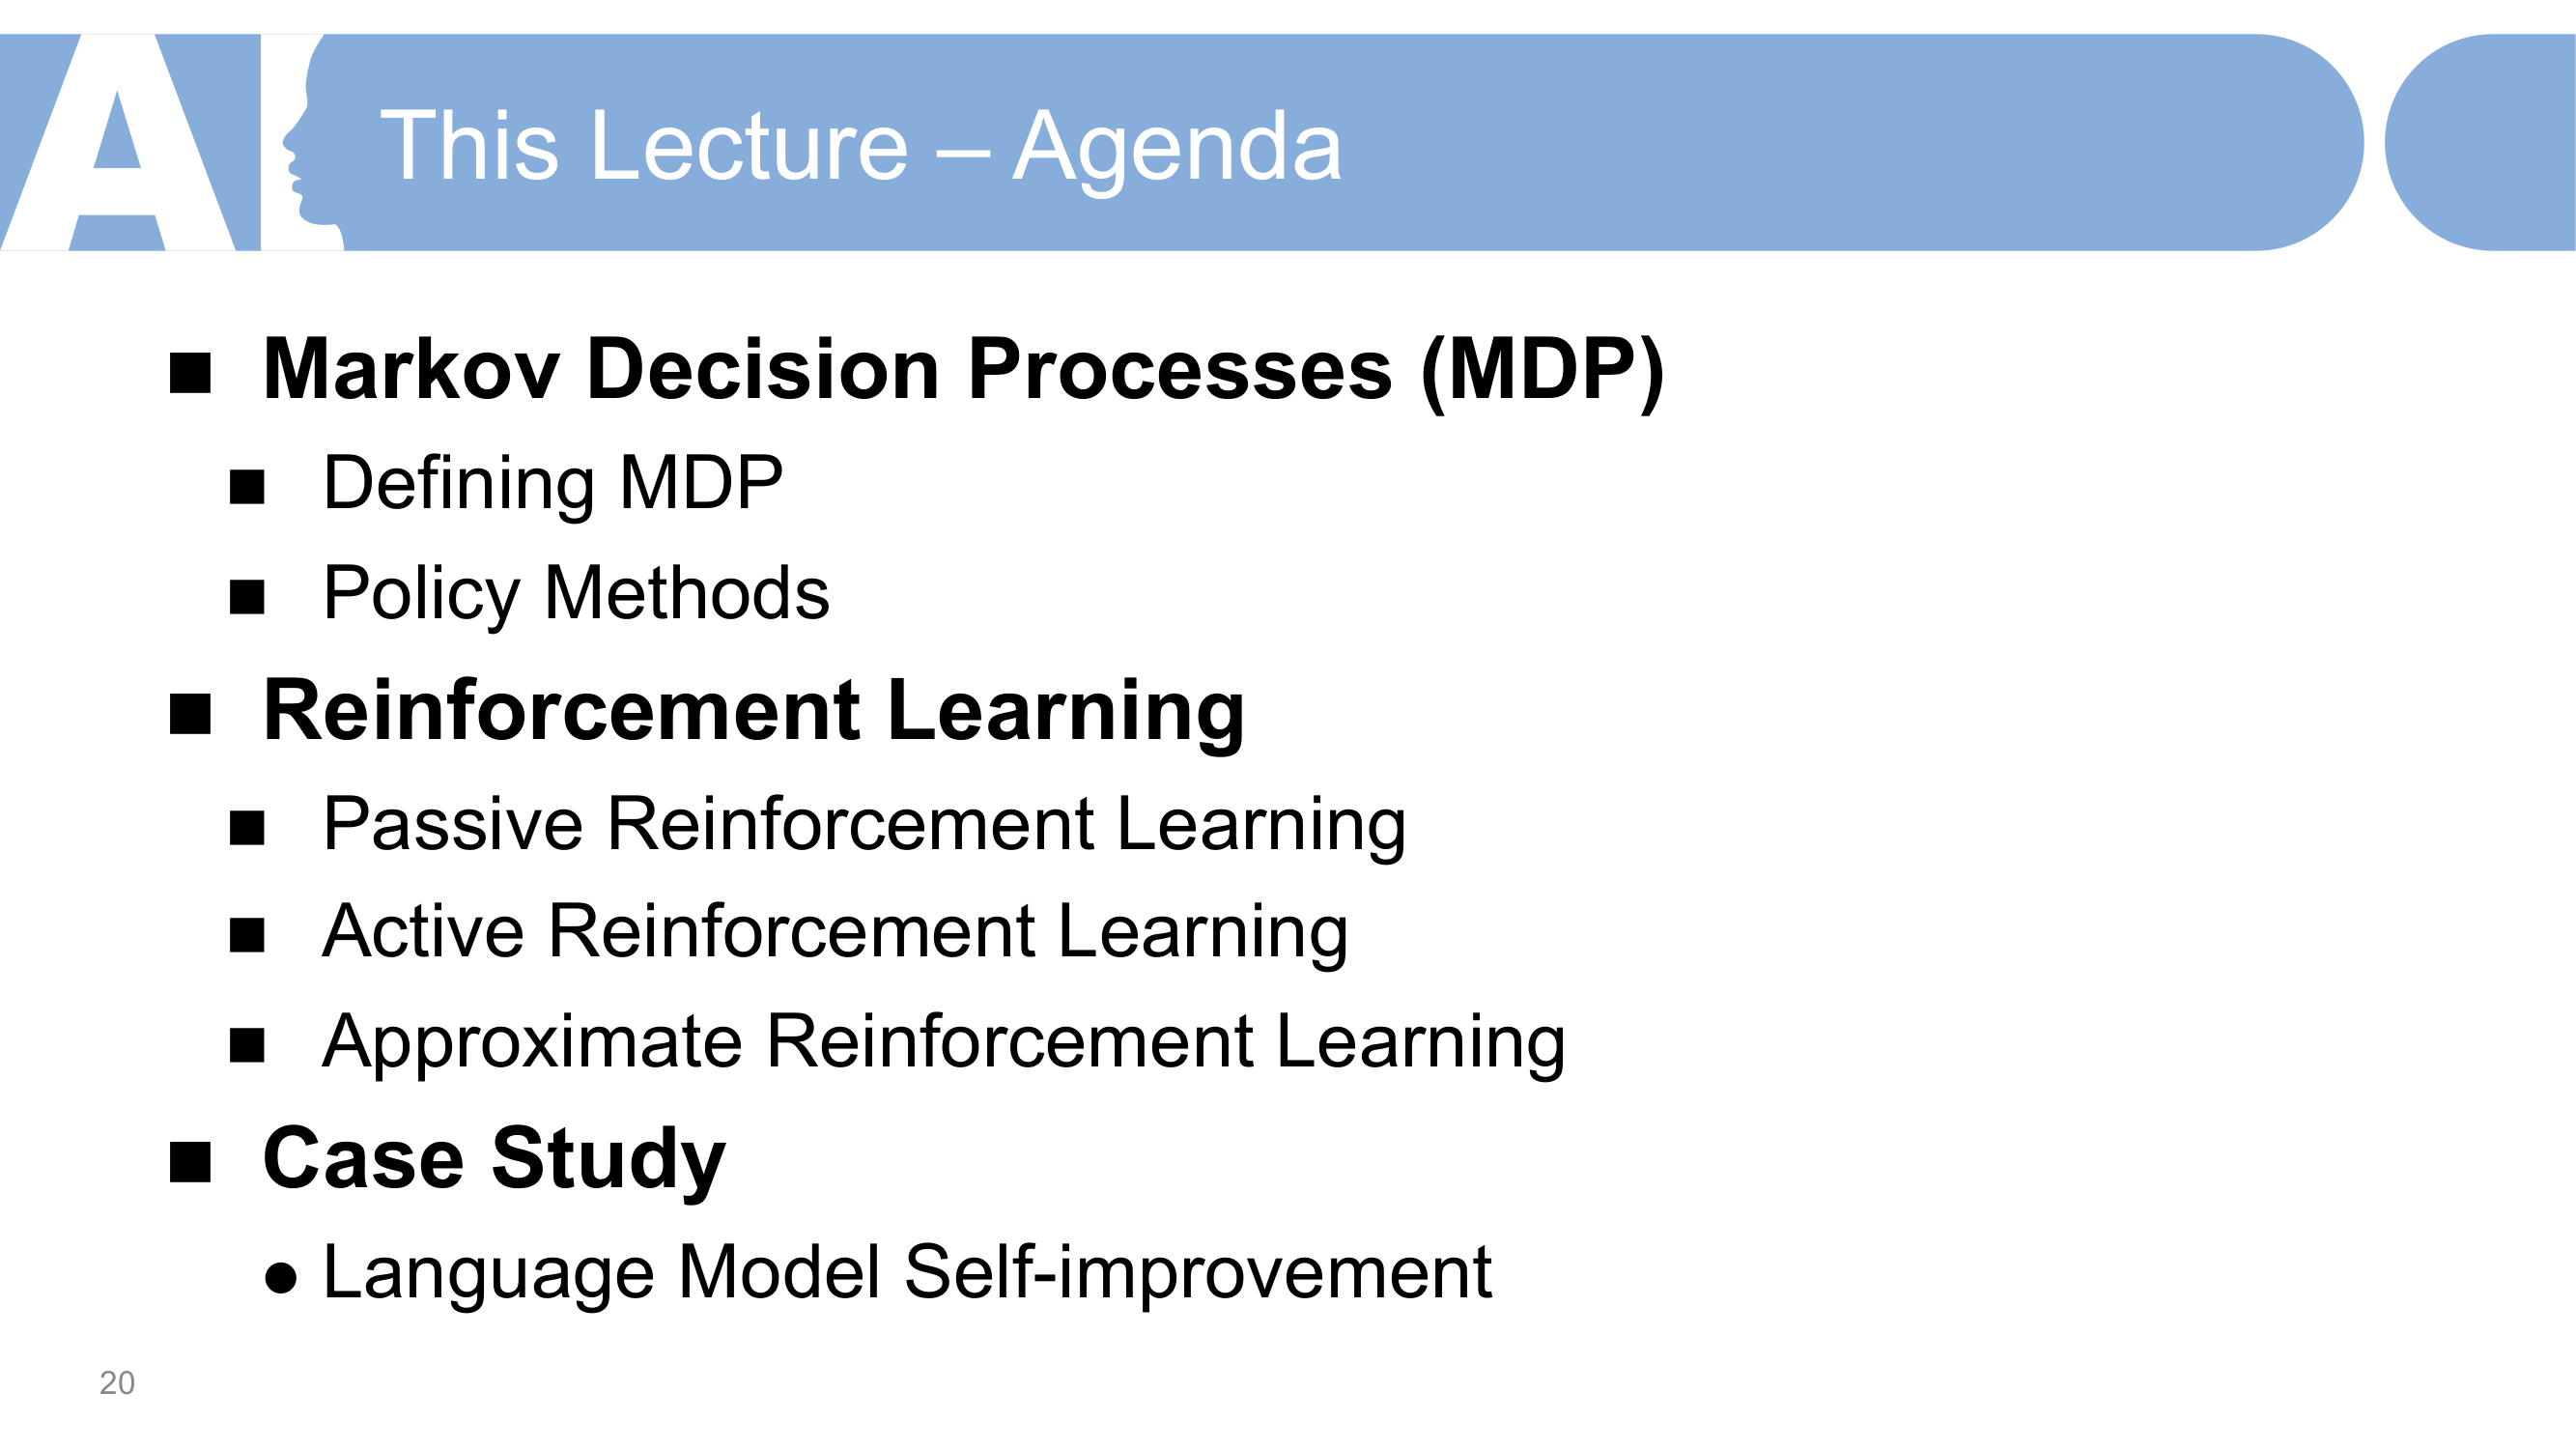 AI
This Lecture – Agenda
■ Markov Decision Processes (MDP)
■ Defining MDP
■ Policy Methods
■ Reinforcement Learning
■ Passive Reinforcement Learning
■ Active Reinforcement Learning
■ Approximate Reinforcement Learning
■ Case Study
● Language Model Self-improvement
20